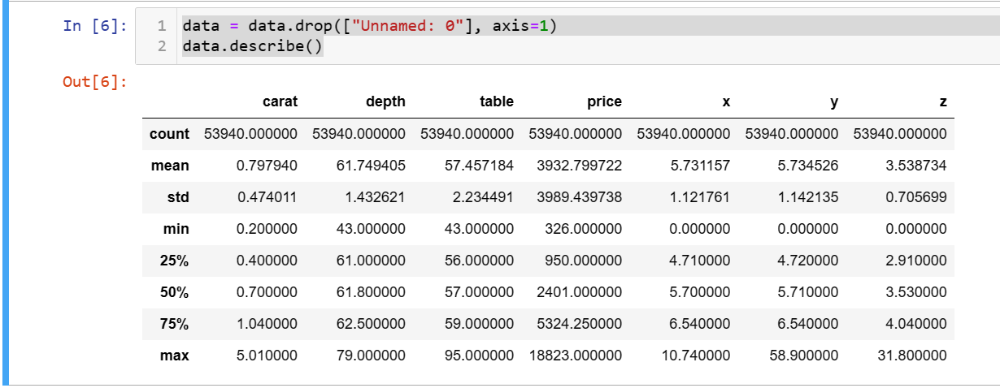 In [6]: 1 data = data.drop(["Unnamed: 0"], axis=1)
2 data.describe()
Out[6]:
carat depth table price x y z
count 53940.000000 53940.000000 53940.000000 53940.000000 53940.000000 53940.000000 53940.000000
mean 0.797940 61.749405 57.457184 3932.799722 5.731157 5.734526 3.538734
std 0.474011 1.432621 2.234491 3989.439738 1.121761 1.142135 0.705699
min 0.200000 43.000000 43.000000 326.000000 0.000000 0.000000 0.000000
25% 0.400000 61.000000 56.000000 950.000000 4.710000 4.720000 2.910000
50% 0.700000 61.800000 57.000000 2401.000000 5.700000 5.710000 3.530000
75% 1.040000 62.500000 59.000000 5324.250000 6.540000 6.540000 4.040000
max 5.010000 79.000000 95.000000 18823.000000 10.740000 58.900000 31.800000